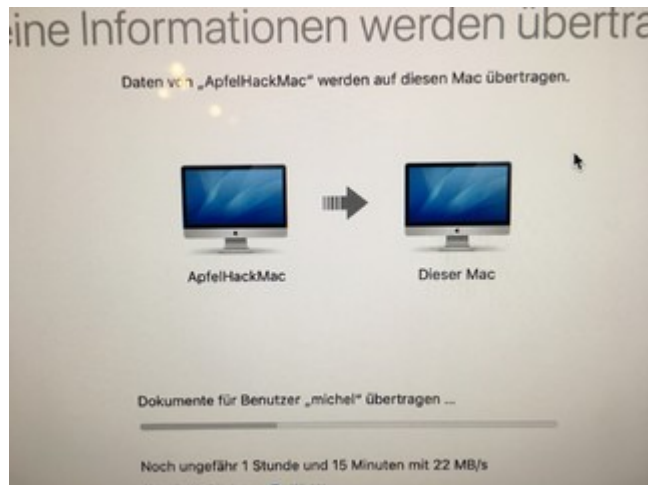 eine Informationen werden übertra
Daten von „ApfelHackMac" werden auf diesen Mac übertragen.
ApfelHackMac
Dieser Mac
Dokumente für Benutzer „michel" übertragen ...
Noch ungefähr 1 Stunde und 15 Minuten mit 22 MB/s